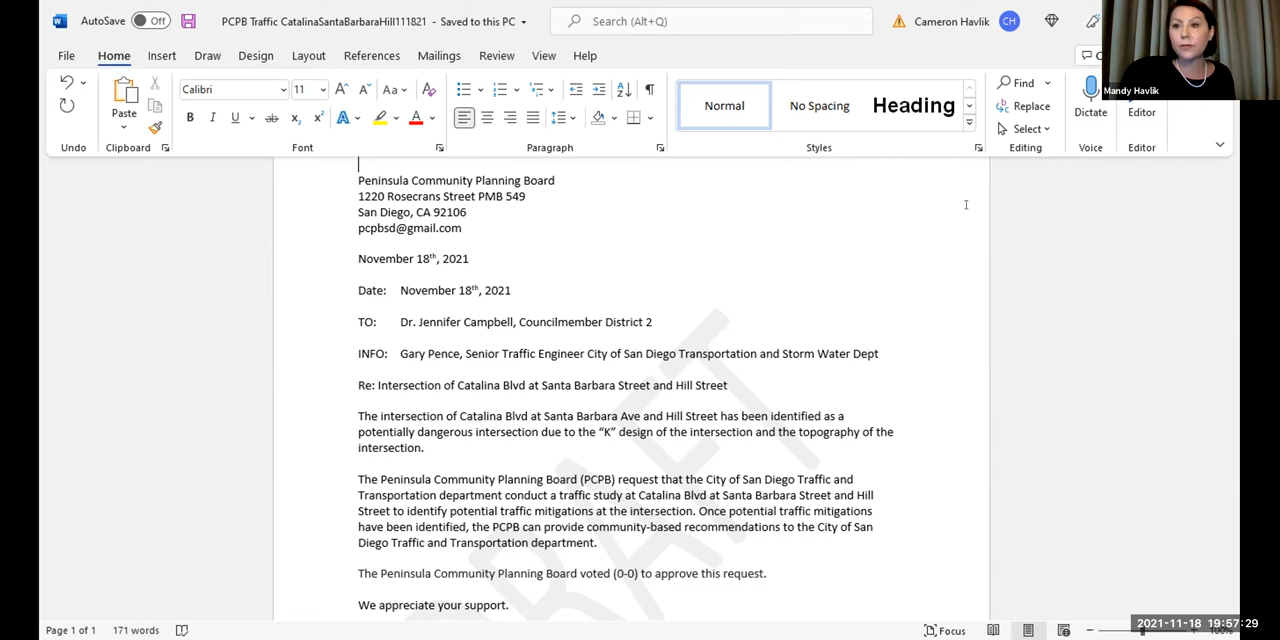 AutoSave Off PCPB Traffic CatalinaSantaBarbaraHill111821 - Saved to this PC Search (Alt+Q) Cameron Havlik CH
File Home Insert Draw Design Layout References Mailings Review View Help
Mandy Havlik
Calibri 11 Aa
Paste
B I U ab x₂ x² A A
Normal No Spacing Heading
Find
Replace
Select
Dictate
Editor
Undo Clipboard Font Paragraph Styles Editing Voice Editor
Peninsula Community Planning Board
1220 Rosecrans Street PMB 549
San Diego, CA 92106
pcpbsd@gmail.com
November 18th, 2021
Date: November 18th, 2021
TO: Dr. Jennifer Campbell, Councilmember District 2
INFO: Gary Pence, Senior Traffic Engineer City of San Diego Transportation and Storm Water Dept
Re: Intersection of Catalina Blvd at Santa Barbara Street and Hill Street
The intersection of Catalina Blvd at Santa Barbara Ave and Hill Street has been identified as a
potentially dangerous intersection due to the “K” design of the intersection and the topography of the
intersection.
The Peninsula Community Planning Board (PCPB) request that the City of San Diego Traffic and
Transportation department conduct a traffic study at Catalina Blvd at Santa Barbara Street and Hill
Street to identify potential traffic mitigations at the intersection. Once potential traffic mitigations
have been identified, the PCPB can provide community-based recommendations to the City of San
Diego Traffic and Transportation department.
The Peninsula Community Planning Board voted (0-0) to approve this request.
We appreciate your support.
DRAFT
Page 1 of 1 171 words Focus 100%
2021-11-18 19:57:29